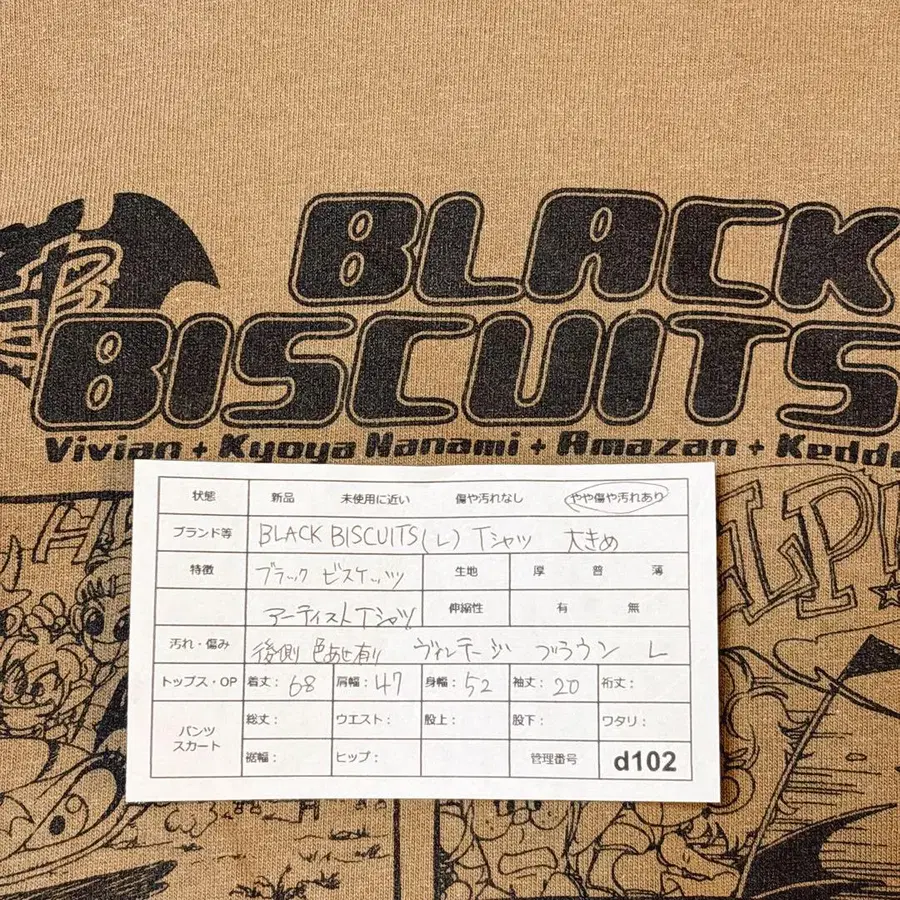 BLACK
BISCUITS
Vivian + Kyoya Nanami + Amazan + Kedd
H
LP!
状態 新品 未使用に近い 傷や汚れなし やや傷や汚れあり
ブランド等 BLACK BISCUITS (L) Tシャツ 大きめ
特徴 ブラック ビスケッツ 生地 厚 普 薄
アーティストTシャツ 伸縮性 有 無
汚れ・傷み 後側 色あせ有り ヴィンテージ ブラウン L
トップス・OP 着丈: 68 肩幅: 47 身幅: 52 袖丈: 20 裄丈:
パンツ スカート 総丈: ウエスト: 股上: 股下: ワタリ:
裾幅: ヒップ: 管理番号 d102